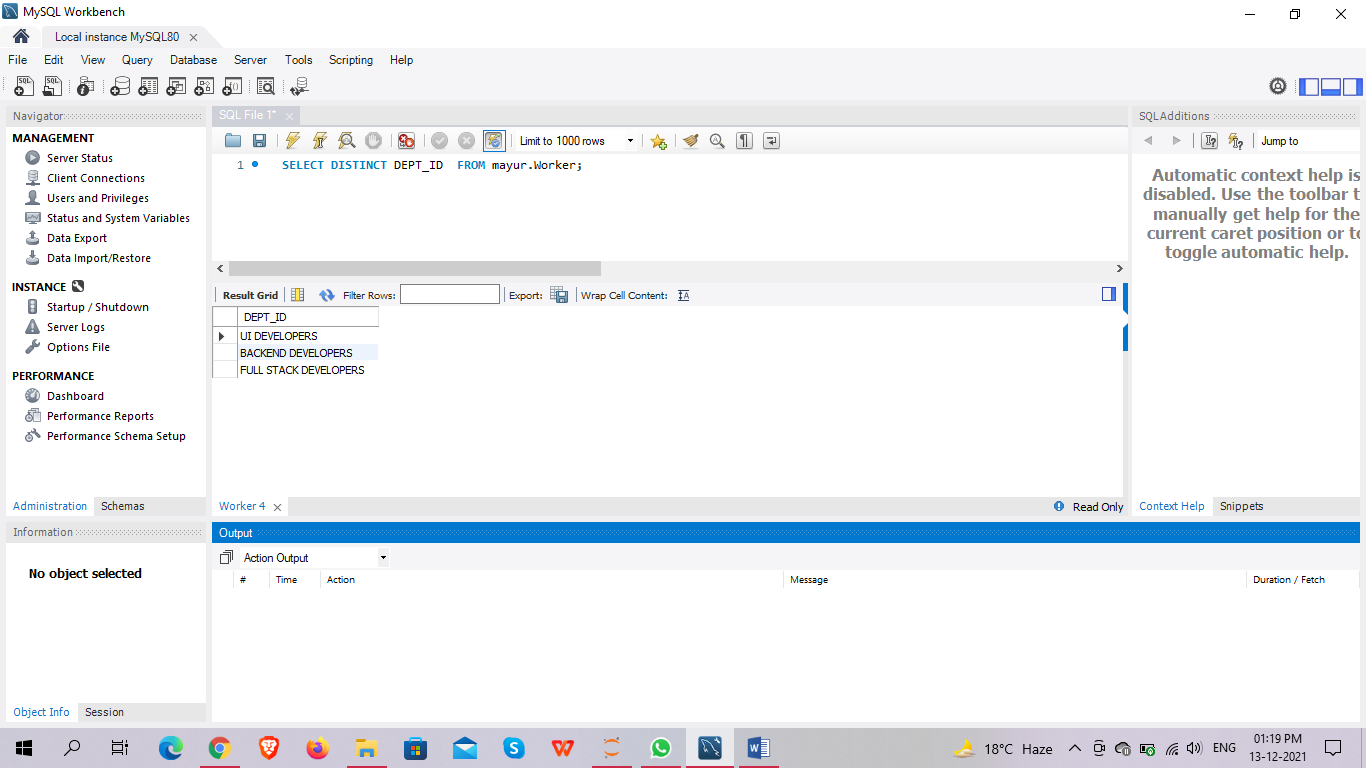 MySQL Workbench
Local instance MySQL80
File Edit View Query Database Server Tools Scripting Help
Navigator
MANAGEMENT
Server Status
Client Connections
Users and Privileges
Status and System Variables
Data Export
Data Import/Restore
INSTANCE
Startup / Shutdown
Server Logs
Options File
PERFORMANCE
Dashboard
Performance Reports
Performance Schema Setup
Administration Schemas
Information
No object selected
Object Info Session
SQL File 1*
Limit to 1000 rows
1 SELECT DISTINCT DEPT_ID FROM mayur.Worker;
Result Grid Filter Rows: Export: Wrap Cell Content:
DEPT_ID
UI DEVELOPERS
BACKEND DEVELOPERS
FULL STACK DEVELOPERS
Worker 4 Read Only
Output
Action Output
# Time Action Message Duration / Fetch
SQLAdditions
Jump to
Automatic context help is
disabled. Use the toolbar t
manually get help for the
current caret position or to
toggle automatic help.
Context Help Snippets
18°C Haze ENG 01:19 PM
13-12-2021